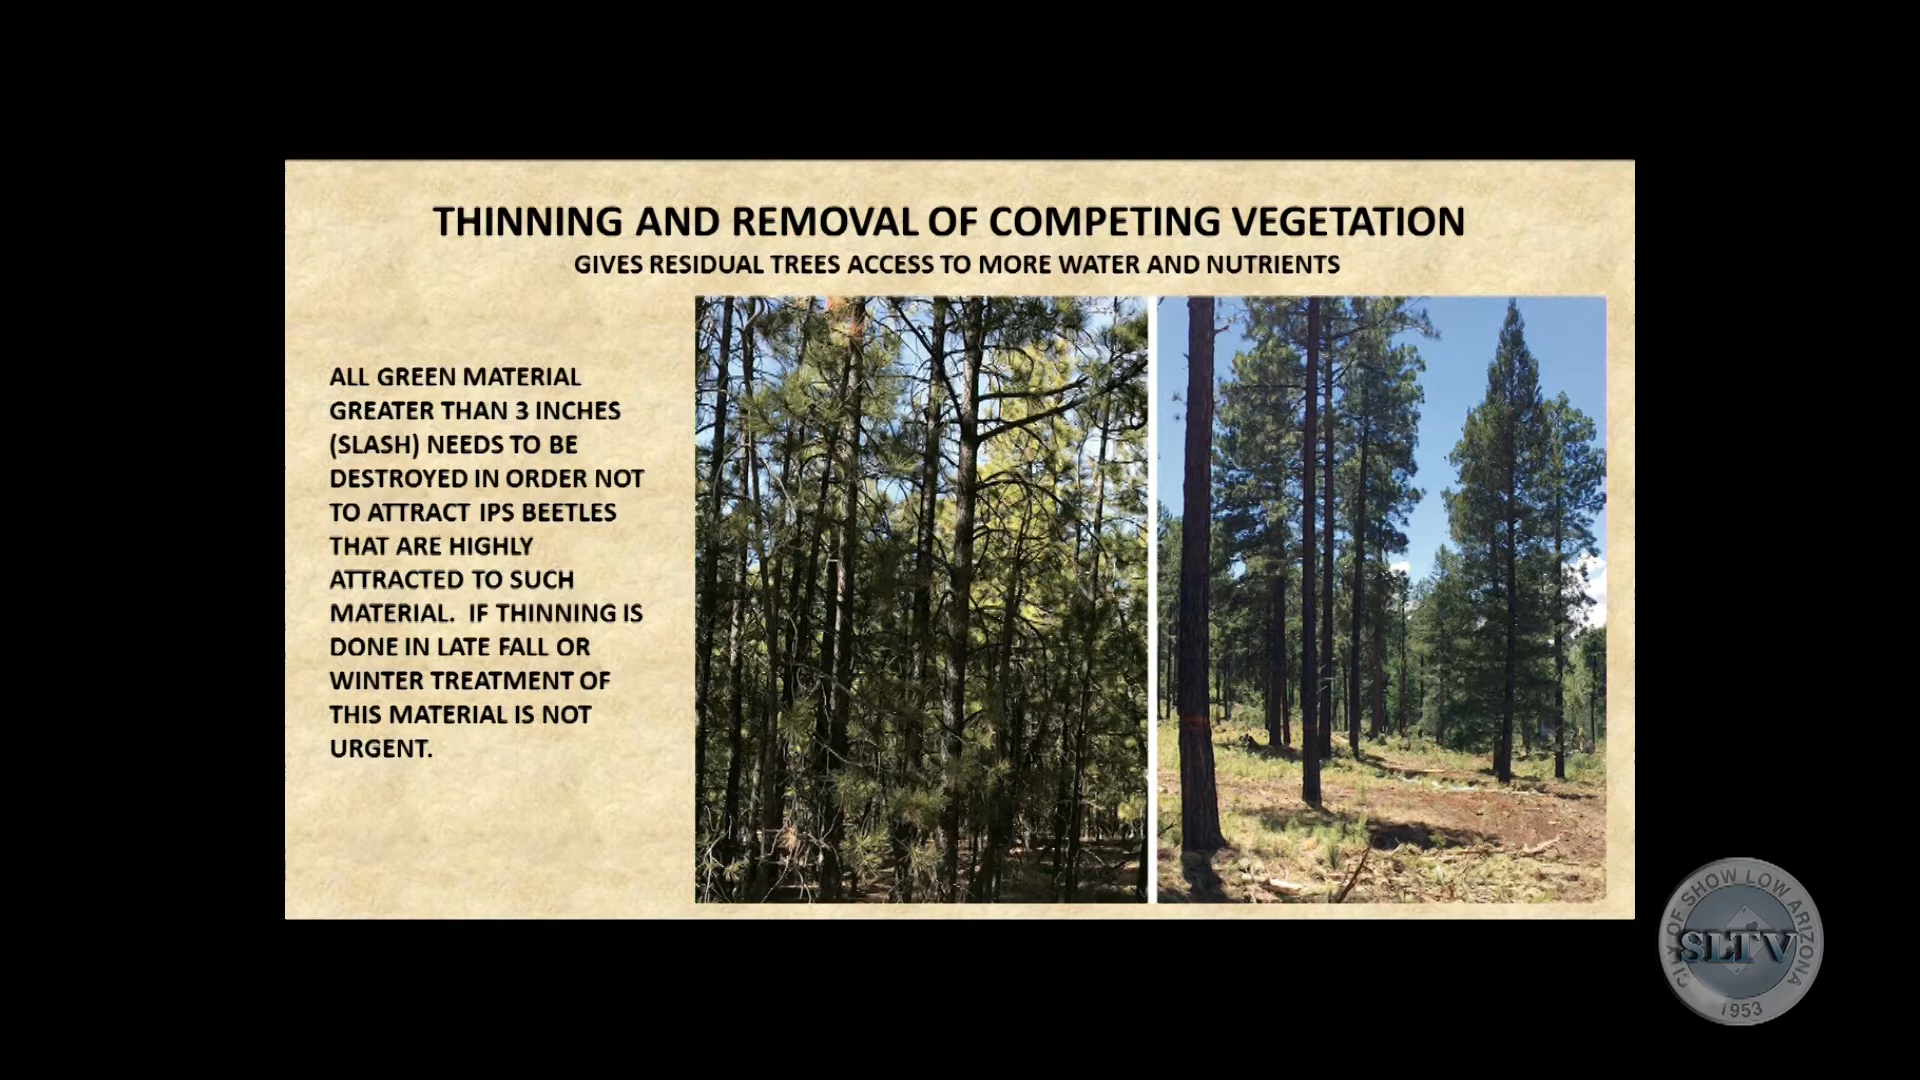 THINNING AND REMOVAL OF COMPETING VEGETATION
GIVES RESIDUAL TREES ACCESS TO MORE WATER AND NUTRIENTS
ALL GREEN MATERIAL
GREATER THAN 3 INCHES
(SLASH) NEEDS TO BE
DESTROYED IN ORDER NOT
TO ATTRACT IPS BEETLES
THAT ARE HIGHLY
ATTRACTED TO SUCH
MATERIAL.  IF THINNING IS
DONE IN LATE FALL OR
WINTER TREATMENT OF
THIS MATERIAL IS NOT
URGENT.
CITY OF SHOW LOW ARIZONA
SLTV
1953